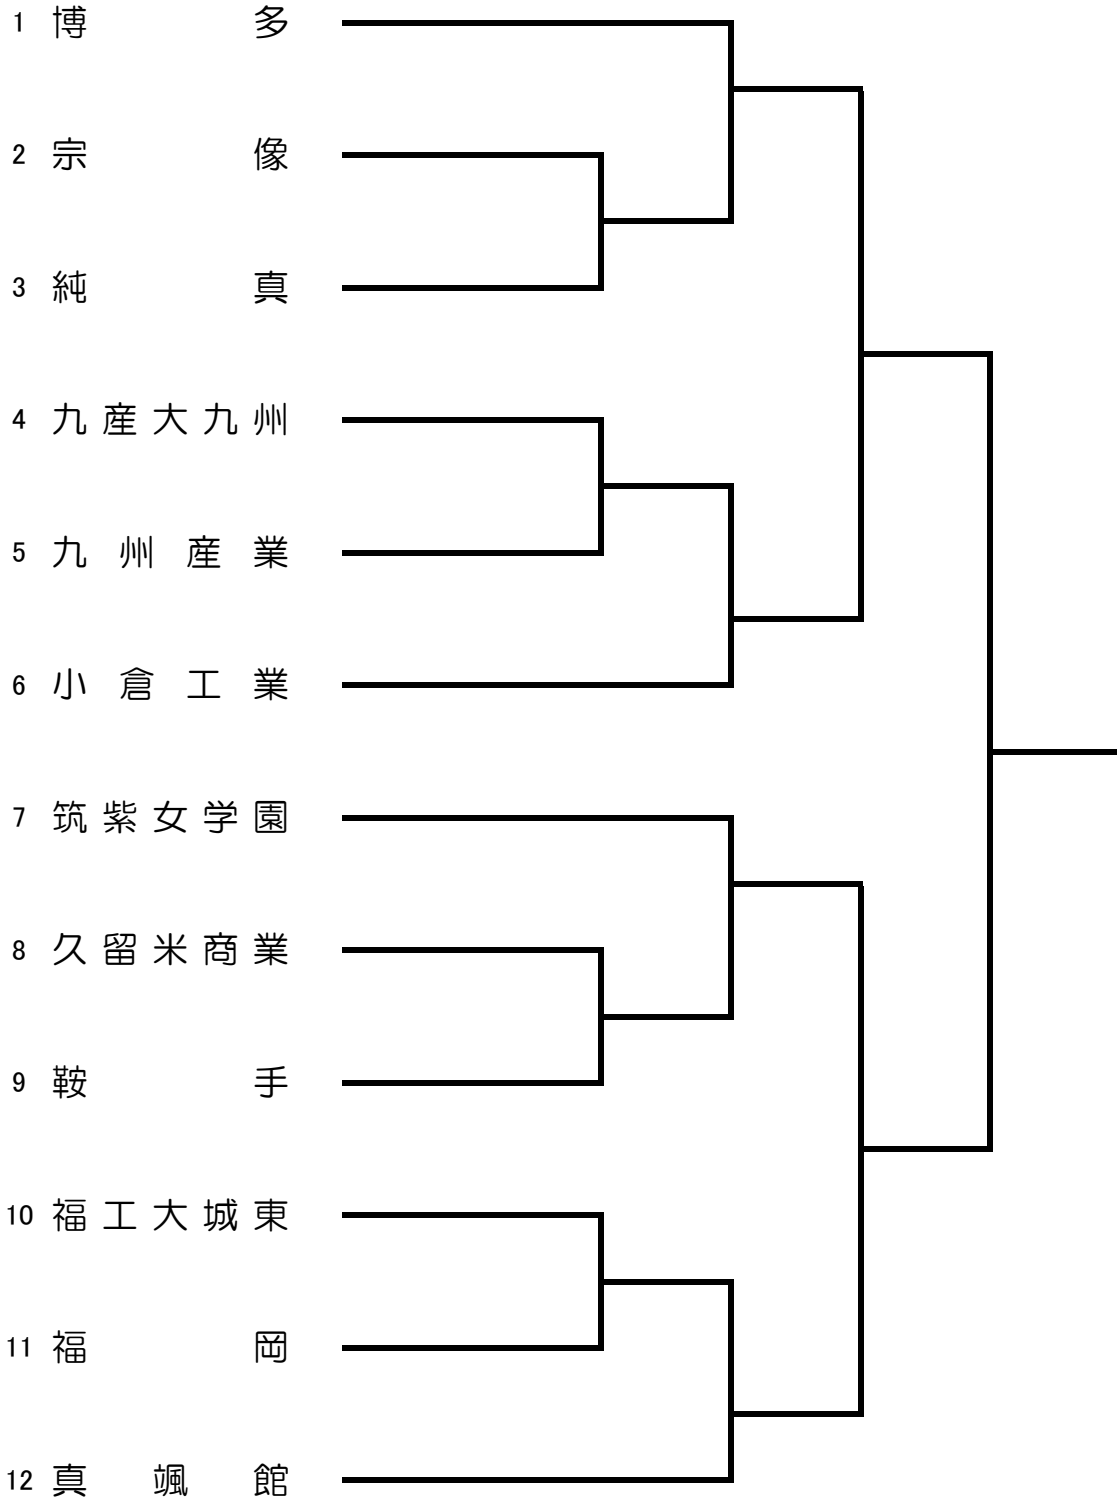 1 博多
2 宗像
3 純真
4 九産大九州
5 九州産業
6 小倉工業
7 筑紫女学園
8 久留米商業
9 鞍手
10 福工大城東
11 福岡
12 真颯館